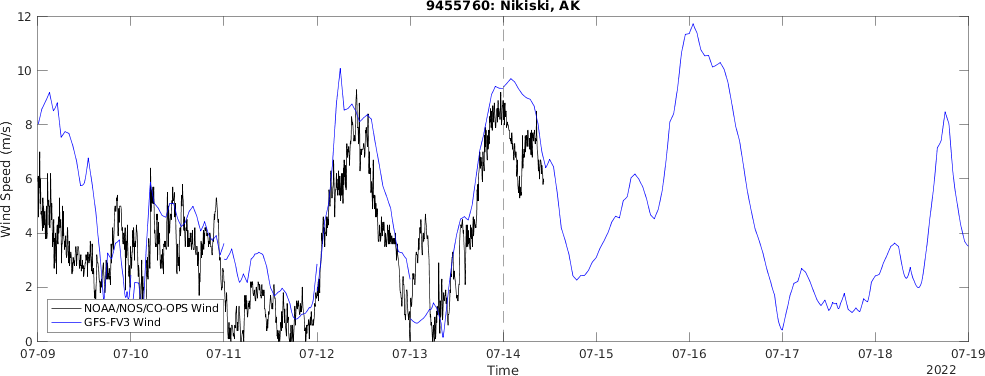 9455760: Nikiski, AK
Wind Speed (m/s)
12
10
8
6
4
2
0
NOAA/NOS/CO-OPS Wind
GFS-FV3 Wind
07-09 07-10 07-11 07-12 07-13 07-14 07-15 07-16 07-17 07-18 07-19
Time
2022